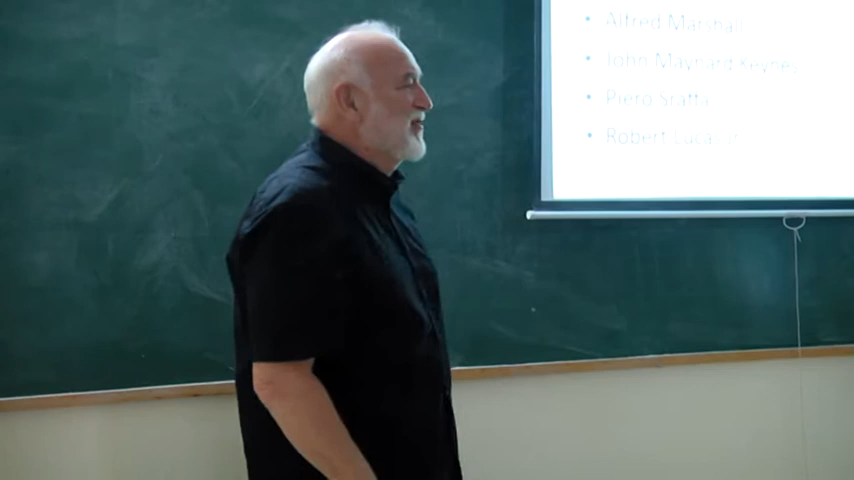 • Alfred Marshall
• John Maynard Keynes
• Piero Sraffa
• Robert Lucas Jr